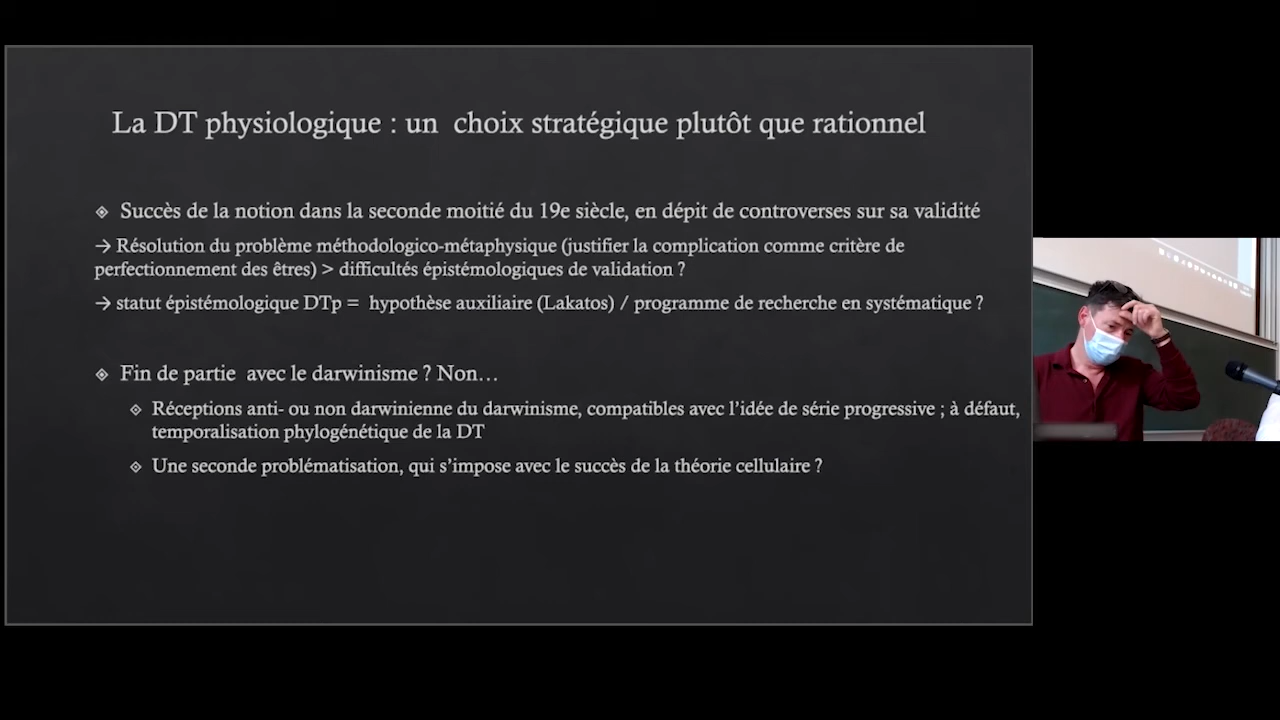 La DT physiologique : un choix stratégique plutôt que rationnel
Succès de la notion dans la seconde moitié du 19e siècle, en dépit de controverses sur sa validité
→ Résolution du problème méthodologico-métaphysique (justifier la complication comme critère de
perfectionnement des êtres) > difficultés épistémologiques de validation ?
→ statut épistémologique DTp = hypothèse auxiliaire (Lakatos) / programme de recherche en systématique ?
Fin de partie avec le darwinisme ? Non…
Réceptions anti- ou non darwinienne du darwinisme, compatibles avec l'idée de série progressive ; à défaut,
temporalisation phylogénétique de la DT
Une seconde problématisation, qui s'impose avec le succès de la théorie cellulaire ?